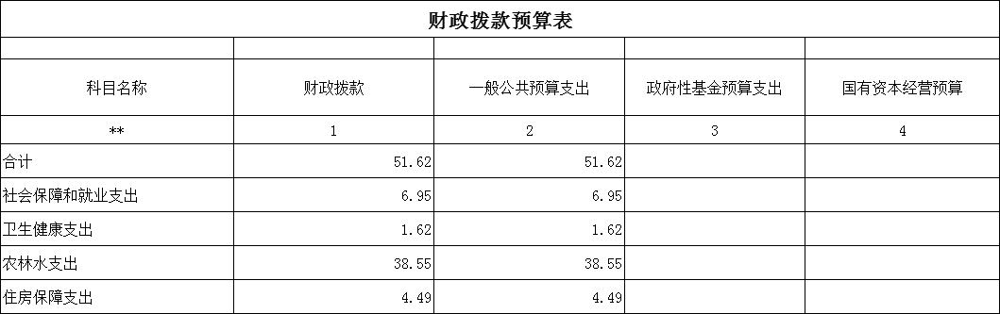 财政拨款预算表
科目名称 财政拨款 一般公共预算支出 政府性基金预算支出 国有资本经营预算
** 1 2 3 4
合计 51.62 51.62
社会保障和就业支出 6.95 6.95
卫生健康支出 1.62 1.62
农林水支出 38.55 38.55
住房保障支出 4.49 4.49